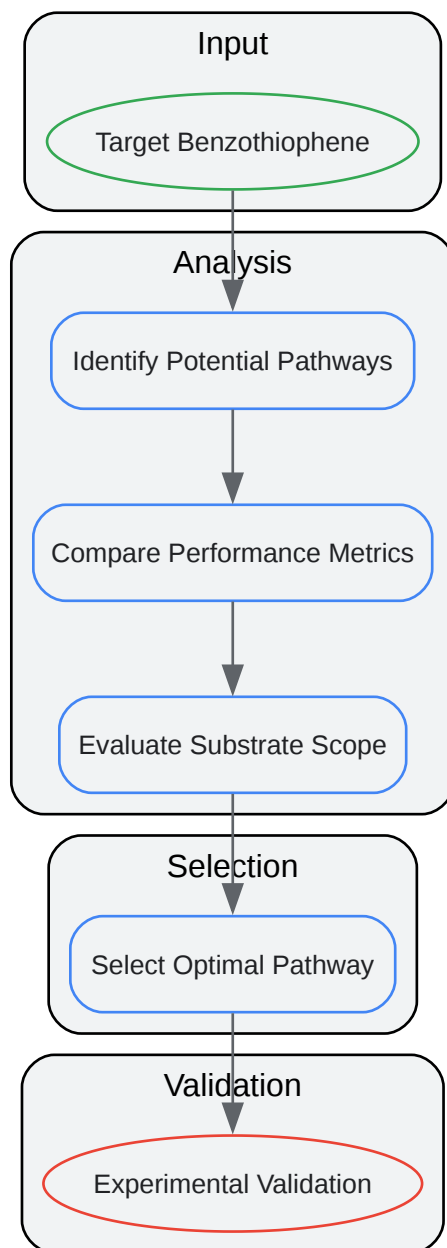 Input
Target Benzothiophene
Analysis
Identify Potential Pathways
Compare Performance Metrics
Evaluate Substrate Scope
Selection
Select Optimal Pathway
Validation
Experimental Validation